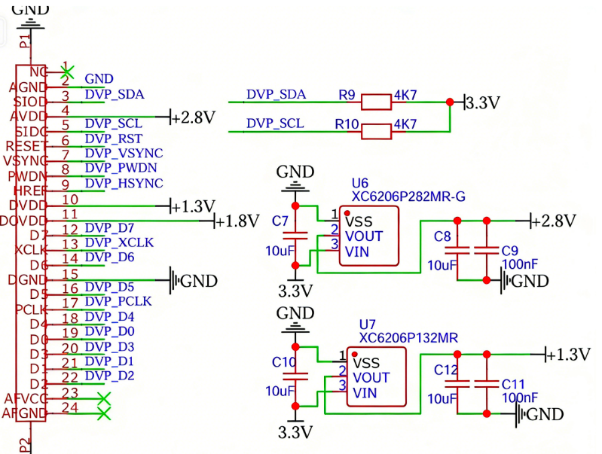 GND
P1
NC 1
AGND 2 GND
SIOD 3 DVP_SDA
AVDD 4 +2.8V
SIDC 5 DVP_SCL
RESET 6 DVP_RST
VSYNC 7 DVP_VSYNC
PWDN 8 DVP_PWDN
HREF 9 DVP_HSYNC
DVDD 10 +1.3V
DOVDD 11 +1.8V
D7 12 DVP_D7
XCLK 13 DVP_XCLK
D6 14 DVP_D6
DGND 15 GND
D5 16 DVP_D5
PCLK 17 DVP_PCLK
D4 18 DVP_D4
D0 19 DVP_D0
D3 20 DVP_D3
D1 21 DVP_D1
D2 22 DVP_D2
AFVCC 23
AFGND 24
P2
DVP_SDA R9 4K7 3.3V
DVP_SCL R10 4K7
GND
U6
XC6206P282MR-G
C7
10uF
1 VSS
2 VOUT
3 VIN
3.3V
C8
10uF
C9
100nF
+2.8V
GND
GND
U7
XC6206P132MR
C10
10uF
1 VSS
2 VOUT
3 VIN
3.3V
C12
10uF
C11
100nF
+1.3V
GND